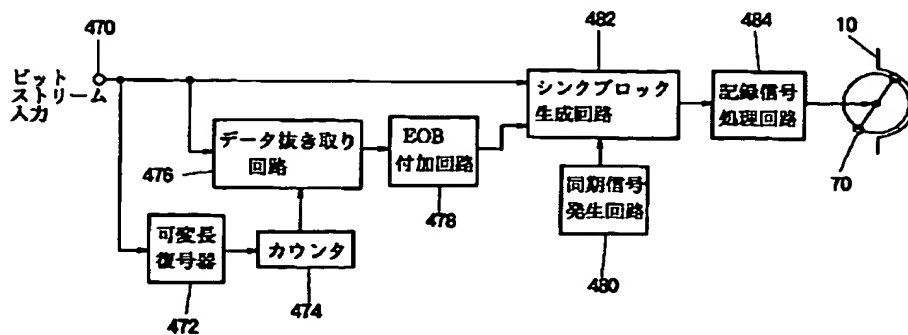 470
ビット
ストリーム
入力
482
シンクブロック
生成回路
484
記録信号
処理回路
10
70
データ抜き取り
回路
476
EOB
付加回路
478
同期信号
発生回路
480
可変長
復号器
472
カウンタ
474